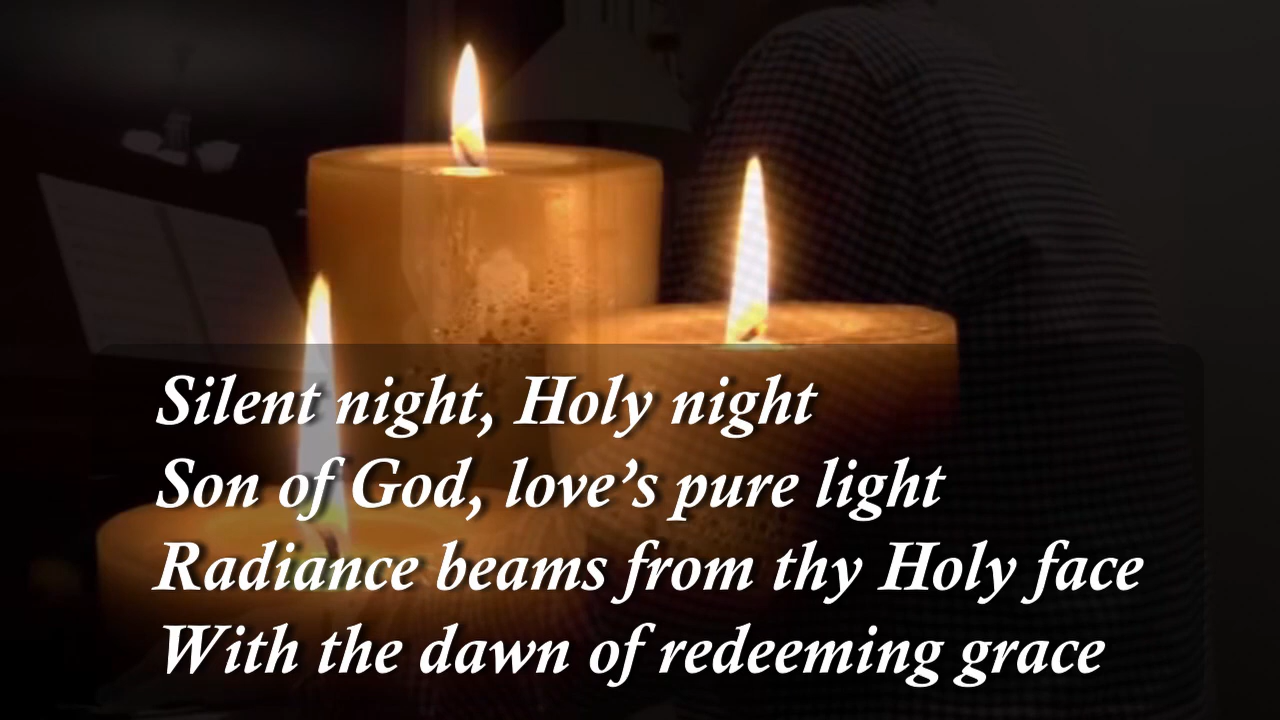 Silent night, Holy night
Son of God, love’s pure light
Radiance beams from thy Holy face
With the dawn of redeeming grace